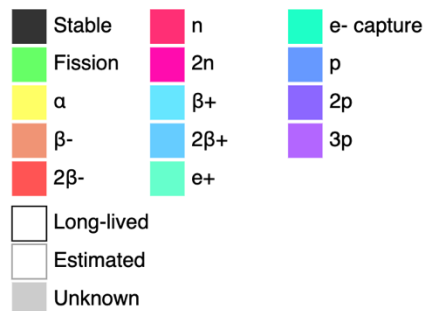 Stable
Fission
α
β-
2β-
n
2n
β+
2β+
e+
e- capture
p
2p
3p
Long-lived
Estimated
Unknown